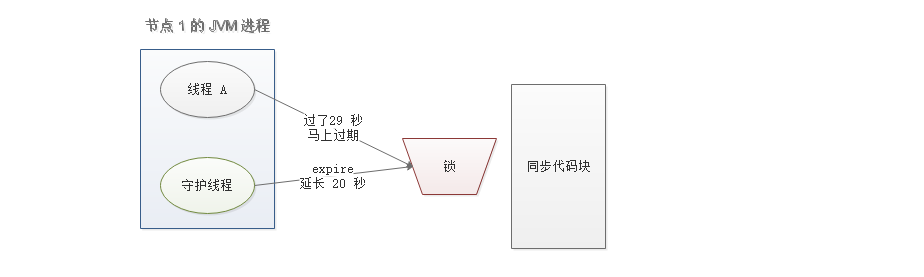 节点 1 的 JVM 进程
线程 A
过了29 秒
马上过期
锁
同步代码块
守护线程
expire
延长 20 秒